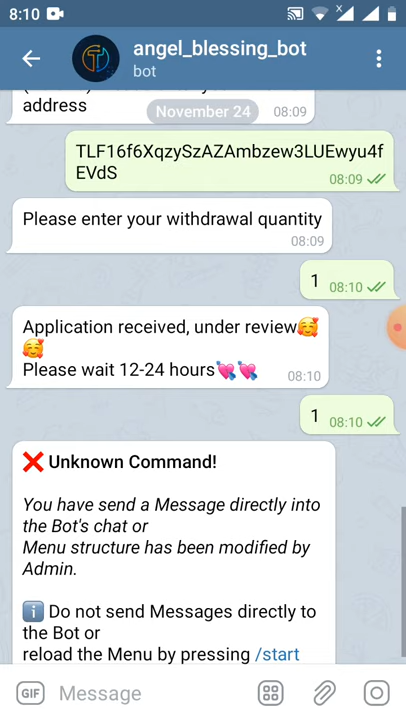 8:10
angel_blessing_bot
bot
address
08:09
November 24
TLF16f6XqzySzAZAmbzew3LUEwyu4f
EVdS
08:09
Please enter your withdrawal quantity
08:09
1
08:10
Application received, under review🥰
🥰
Please wait 12-24 hours💘💘
08:10
1
08:10
❌ Unknown Command!
You have send a Message directly into
the Bot's chat or
Menu structure has been modified by
Admin.
ℹ️ Do not send Messages directly to
the Bot or
reload the Menu by pressing /start
GIF
Message